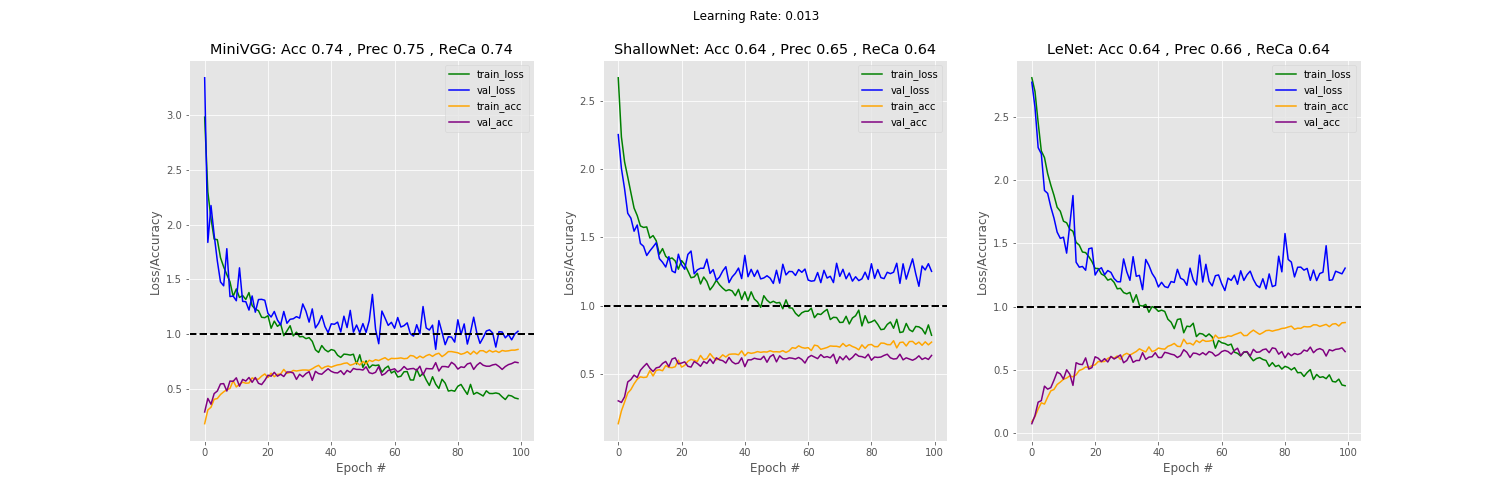 Learning Rate: 0.013
MiniVGG: Acc 0.74 , Prec 0.75 , ReCa 0.74
train_loss
val_loss
train_acc
val_acc
3.0
2.5
2.0
1.5
1.0
0.5
Loss/Accuracy
0 20 40 60 80 100
Epoch #
ShallowNet: Acc 0.64 , Prec 0.65 , ReCa 0.64
train_loss
val_loss
train_acc
val_acc
2.5
2.0
1.5
1.0
0.5
Loss/Accuracy
0 20 40 60 80 100
Epoch #
LeNet: Acc 0.64 , Prec 0.66 , ReCa 0.64
train_loss
val_loss
train_acc
val_acc
2.5
2.0
1.5
1.0
0.5
0.0
Loss/Accuracy
0 20 40 60 80 100
Epoch #